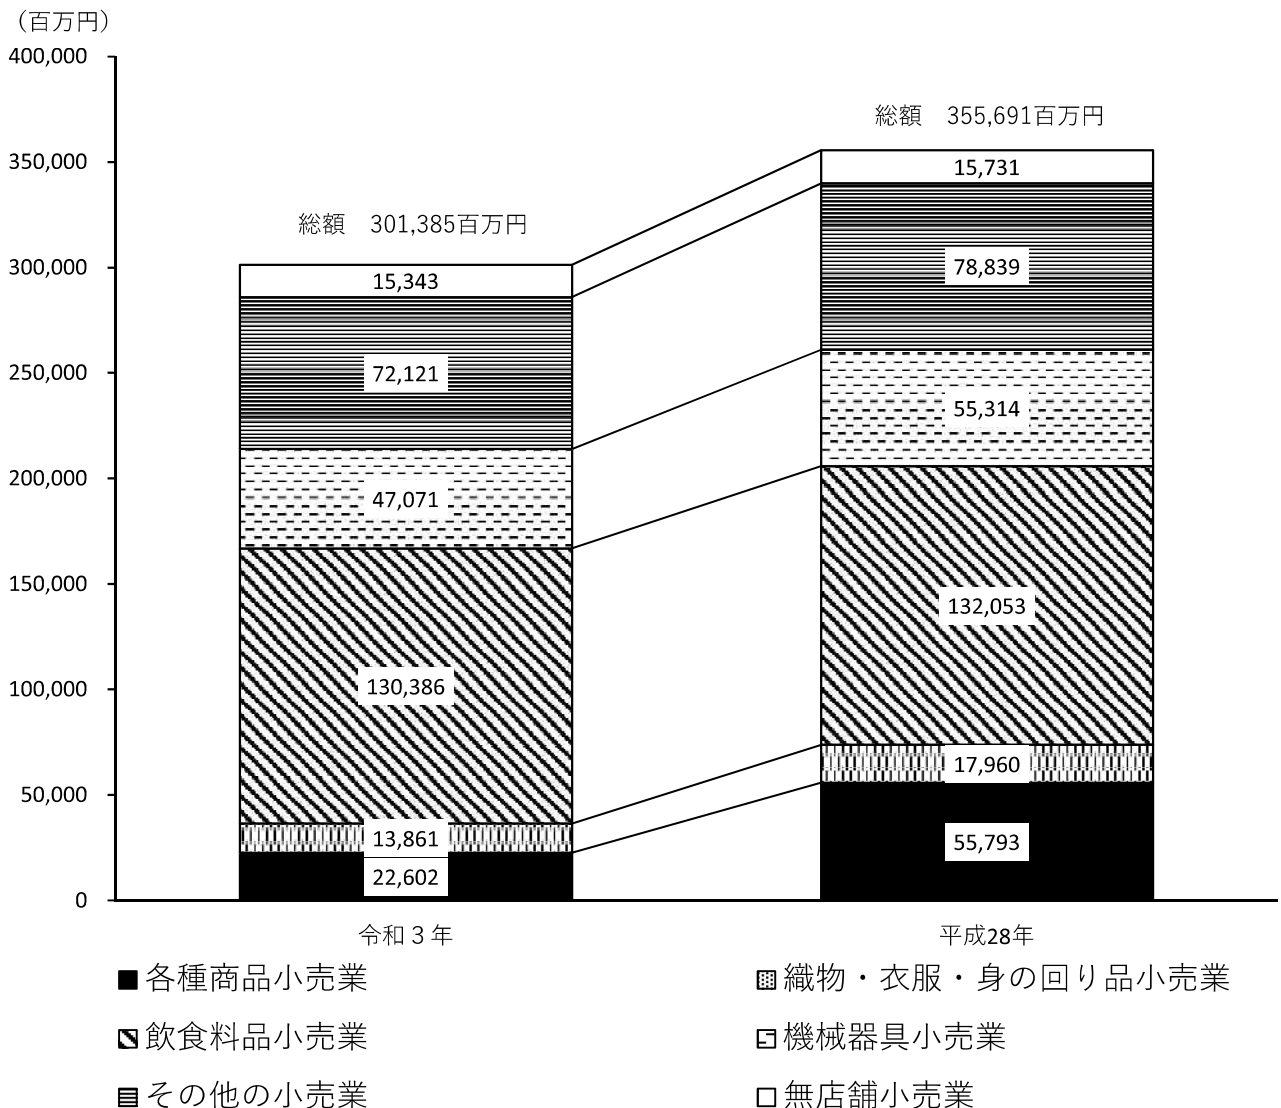 （百万円）
400,000
350,000
300,000
250,000
200,000
150,000
100,000
50,000
0
総額　301,385百万円
15,343
72,121
47,071
130,386
13,861
22,602
令和３年
総額　355,691百万円
15,731
78,839
55,314
132,053
17,960
55,793
平成28年
各種商品小売業
織物・衣服・身の回り品小売業
飲食料品小売業
機械器具小売業
その他の小売業
無店舗小売業